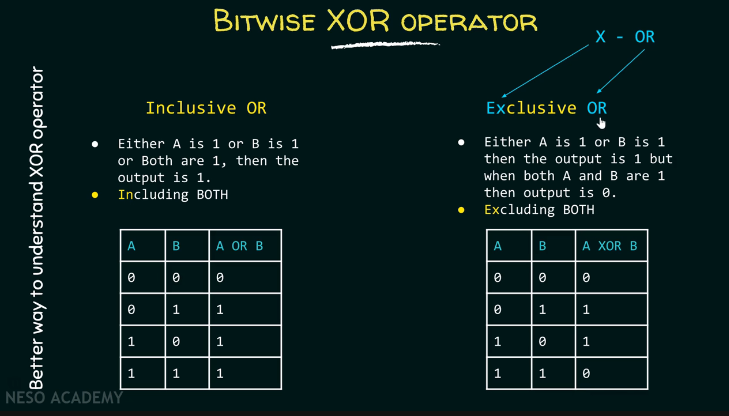 BITWISE XOR OPERATOR
X - OR
Better way to understand XOR operator
Inclusive OR
● Either A is 1 or B is 1
or Both are 1, then the
output is 1.
● Including BOTH
A B A OR B
0 0 0
0 1 1
1 0 1
1 1 1
Exclusive OR
● Either A is 1 or B is 1
then the output is 1 but
when both A and B are 1
then output is 0.
● Excluding BOTH
A B A XOR B
0 0 0
0 1 1
1 0 1
1 1 0
NESO ACADEMY